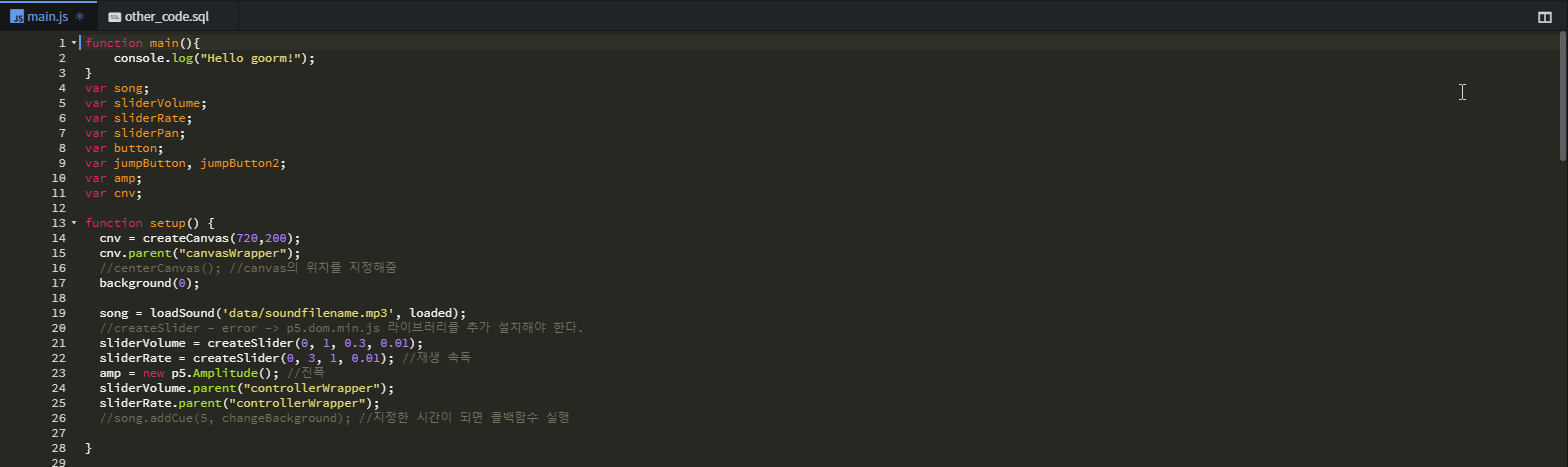 main.js * other_code.sql
1 function main(){
2 console.log("Hello goorm!");
3 }
4 var song;
5 var sliderVolume;
6 var sliderRate;
7 var sliderPan;
8 var button;
9 var jumpButton, jumpButton2;
10 var amp;
11 var cnv;
12
13 function setup() {
14 cnv = createCanvas(720,200);
15 cnv.parent("canvasWrapper");
16 //centerCanvas(); //canvas의 위치를 지정해줌
17 background(0);
18
19 song = loadSound('data/soundfilename.mp3', loaded);
20 //createSlider - error -> p5.dom.min.js 라이브러리를 추가 설치해야 한다.
21 sliderVolume = createSlider(0, 1, 0.3, 0.01);
22 sliderRate = createSlider(0, 3, 1, 0.01); //재생 속독
23 amp = new p5.Amplitude(); //진폭
24 sliderVolume.parent("controllerWrapper");
25 sliderRate.parent("controllerWrapper");
26 //song.addCue(5, changeBackground); //지정한 시간이 되면 콜백함수 실행
27
28 }
29